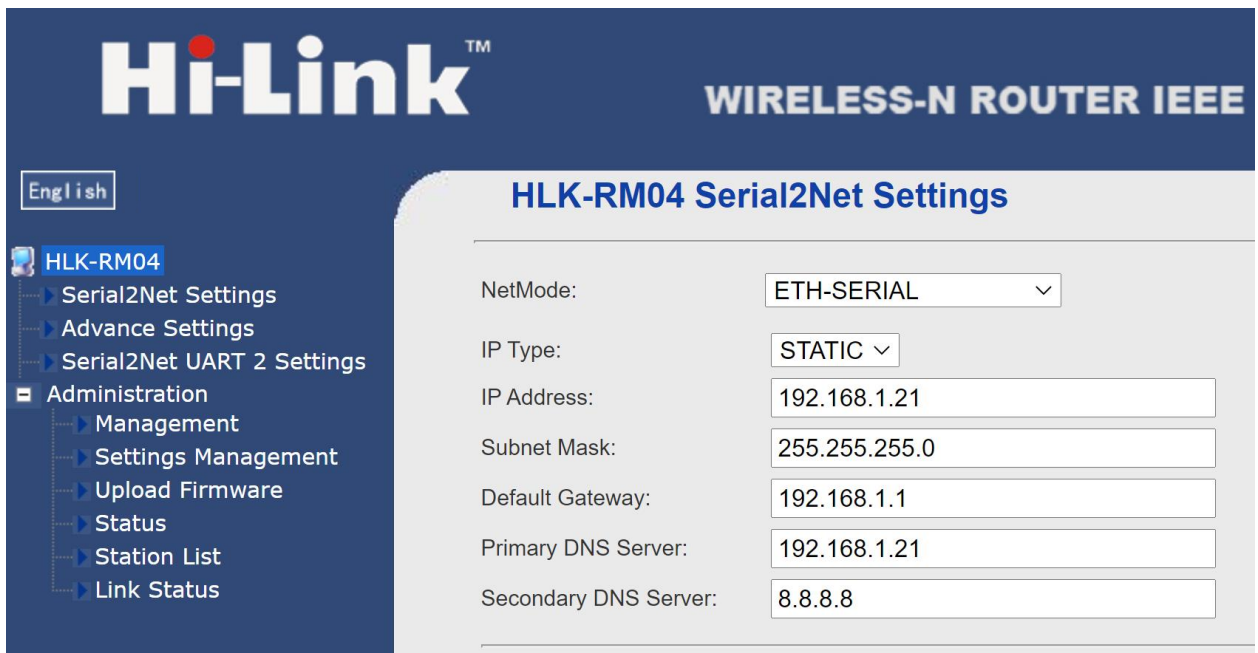 Hi-Link™
WIRELESS-N ROUTER IEEE
English
HLK-RM04
Serial2Net Settings
Advance Settings
Serial2Net UART 2 Settings
Administration
Management
Settings Management
Upload Firmware
Status
Station List
Link Status
HLK-RM04 Serial2Net Settings
NetMode: ETH-SERIAL
IP Type: STATIC
IP Address: 192.168.1.21
Subnet Mask: 255.255.255.0
Default Gateway: 192.168.1.1
Primary DNS Server: 192.168.1.21
Secondary DNS Server: 8.8.8.8